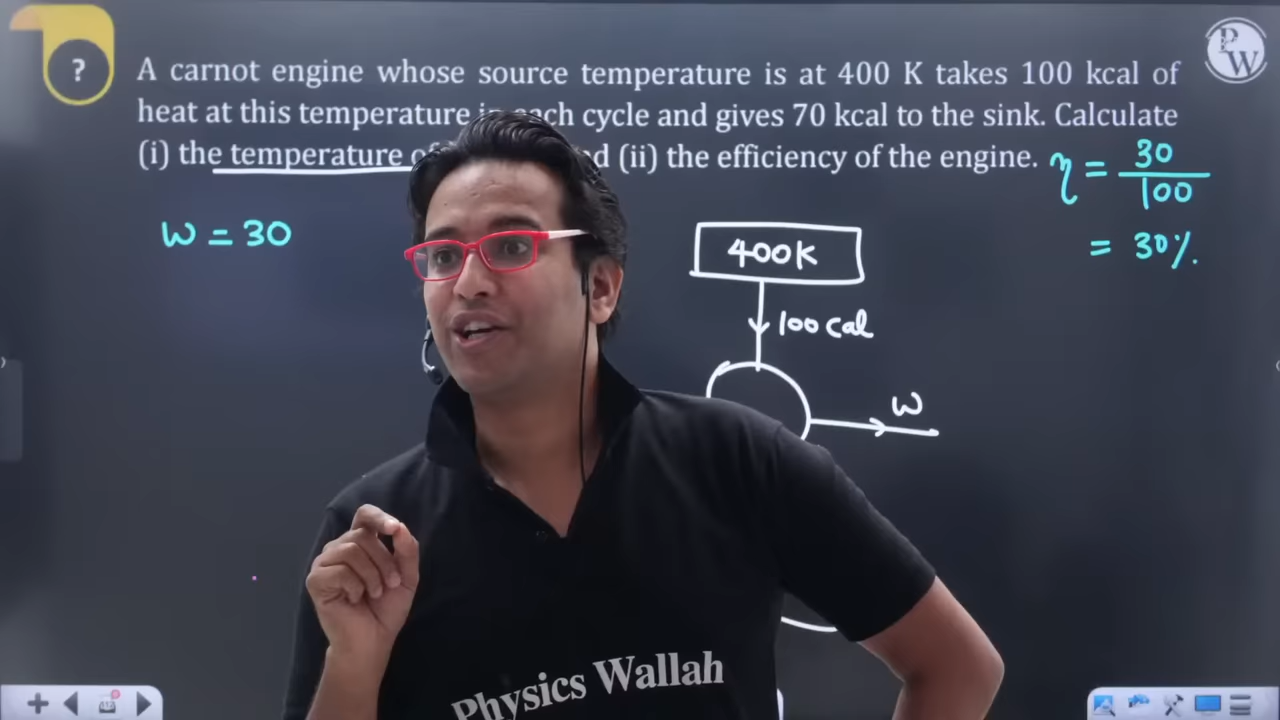 ?
A carnot engine whose source temperature is at 400 K takes 100 kcal of
heat at this temperature each cycle and gives 70 kcal to the sink. Calculate
(i) the temperature (ii) the efficiency of the engine.
η = 30/100
= 30%.
W = 30
400K
100 cal
W
Physics Wallah
PW